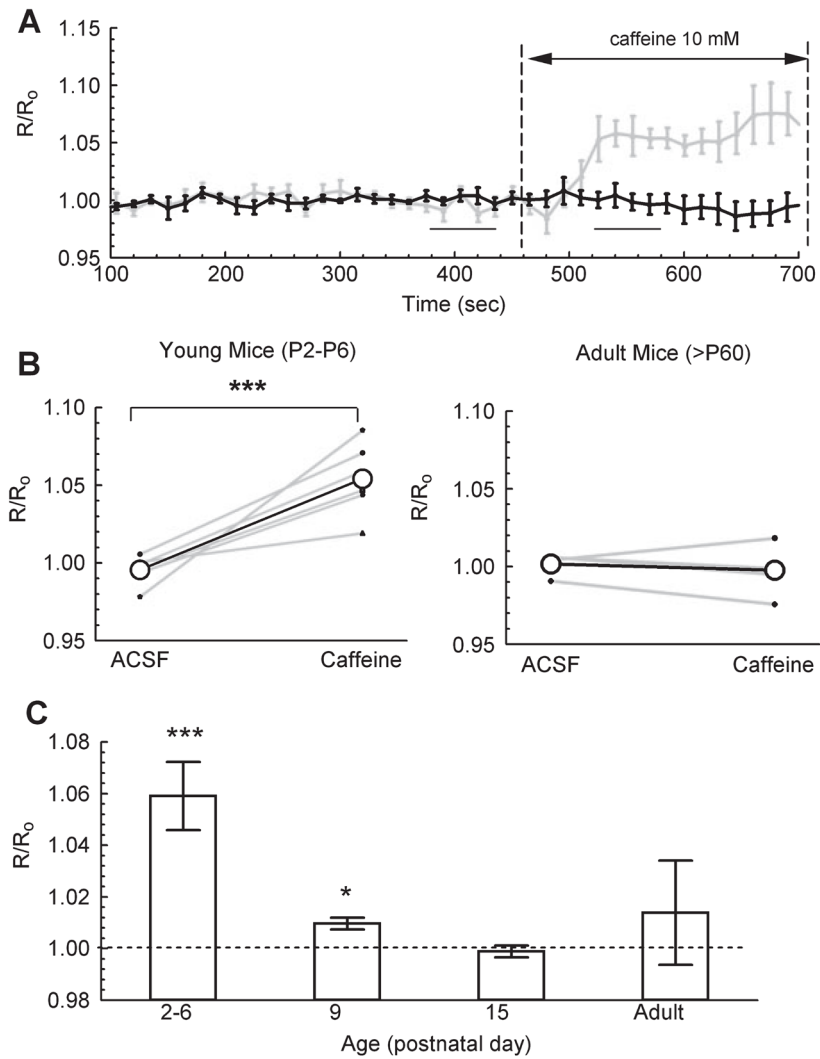 A
R/Ro
1.15
1.10
1.05
1.00
0.95
caffeine 10 mM
100
200
300
400
500
600
700
Time (sec)
B
Young Mice (P2-P6)
Adult Mice (>P60)
***
R/Ro
1.10
1.05
1.00
0.95
ACSF
Caffeine
R/Ro
1.10
1.05
1.00
0.95
ACSF
Caffeine
C
R/Ro
1.08
1.06
1.04
1.02
1.00
0.98
***
*
2-6
9
15
Adult
Age (postnatal day)